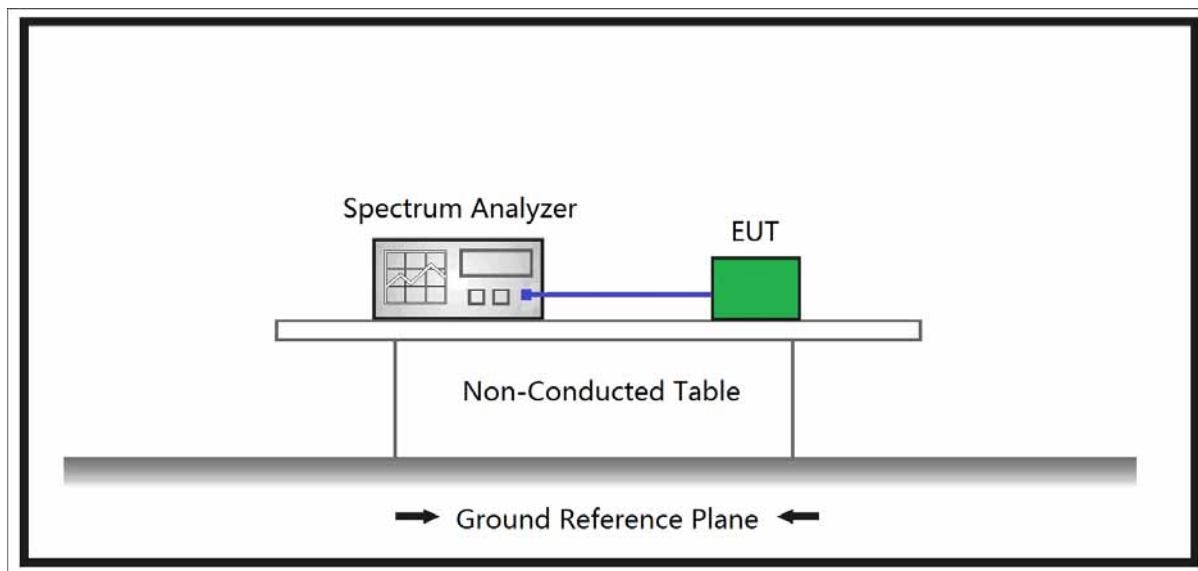 Spectrum Analyzer
EUT
Non-Conducted Table
Ground Reference Plane